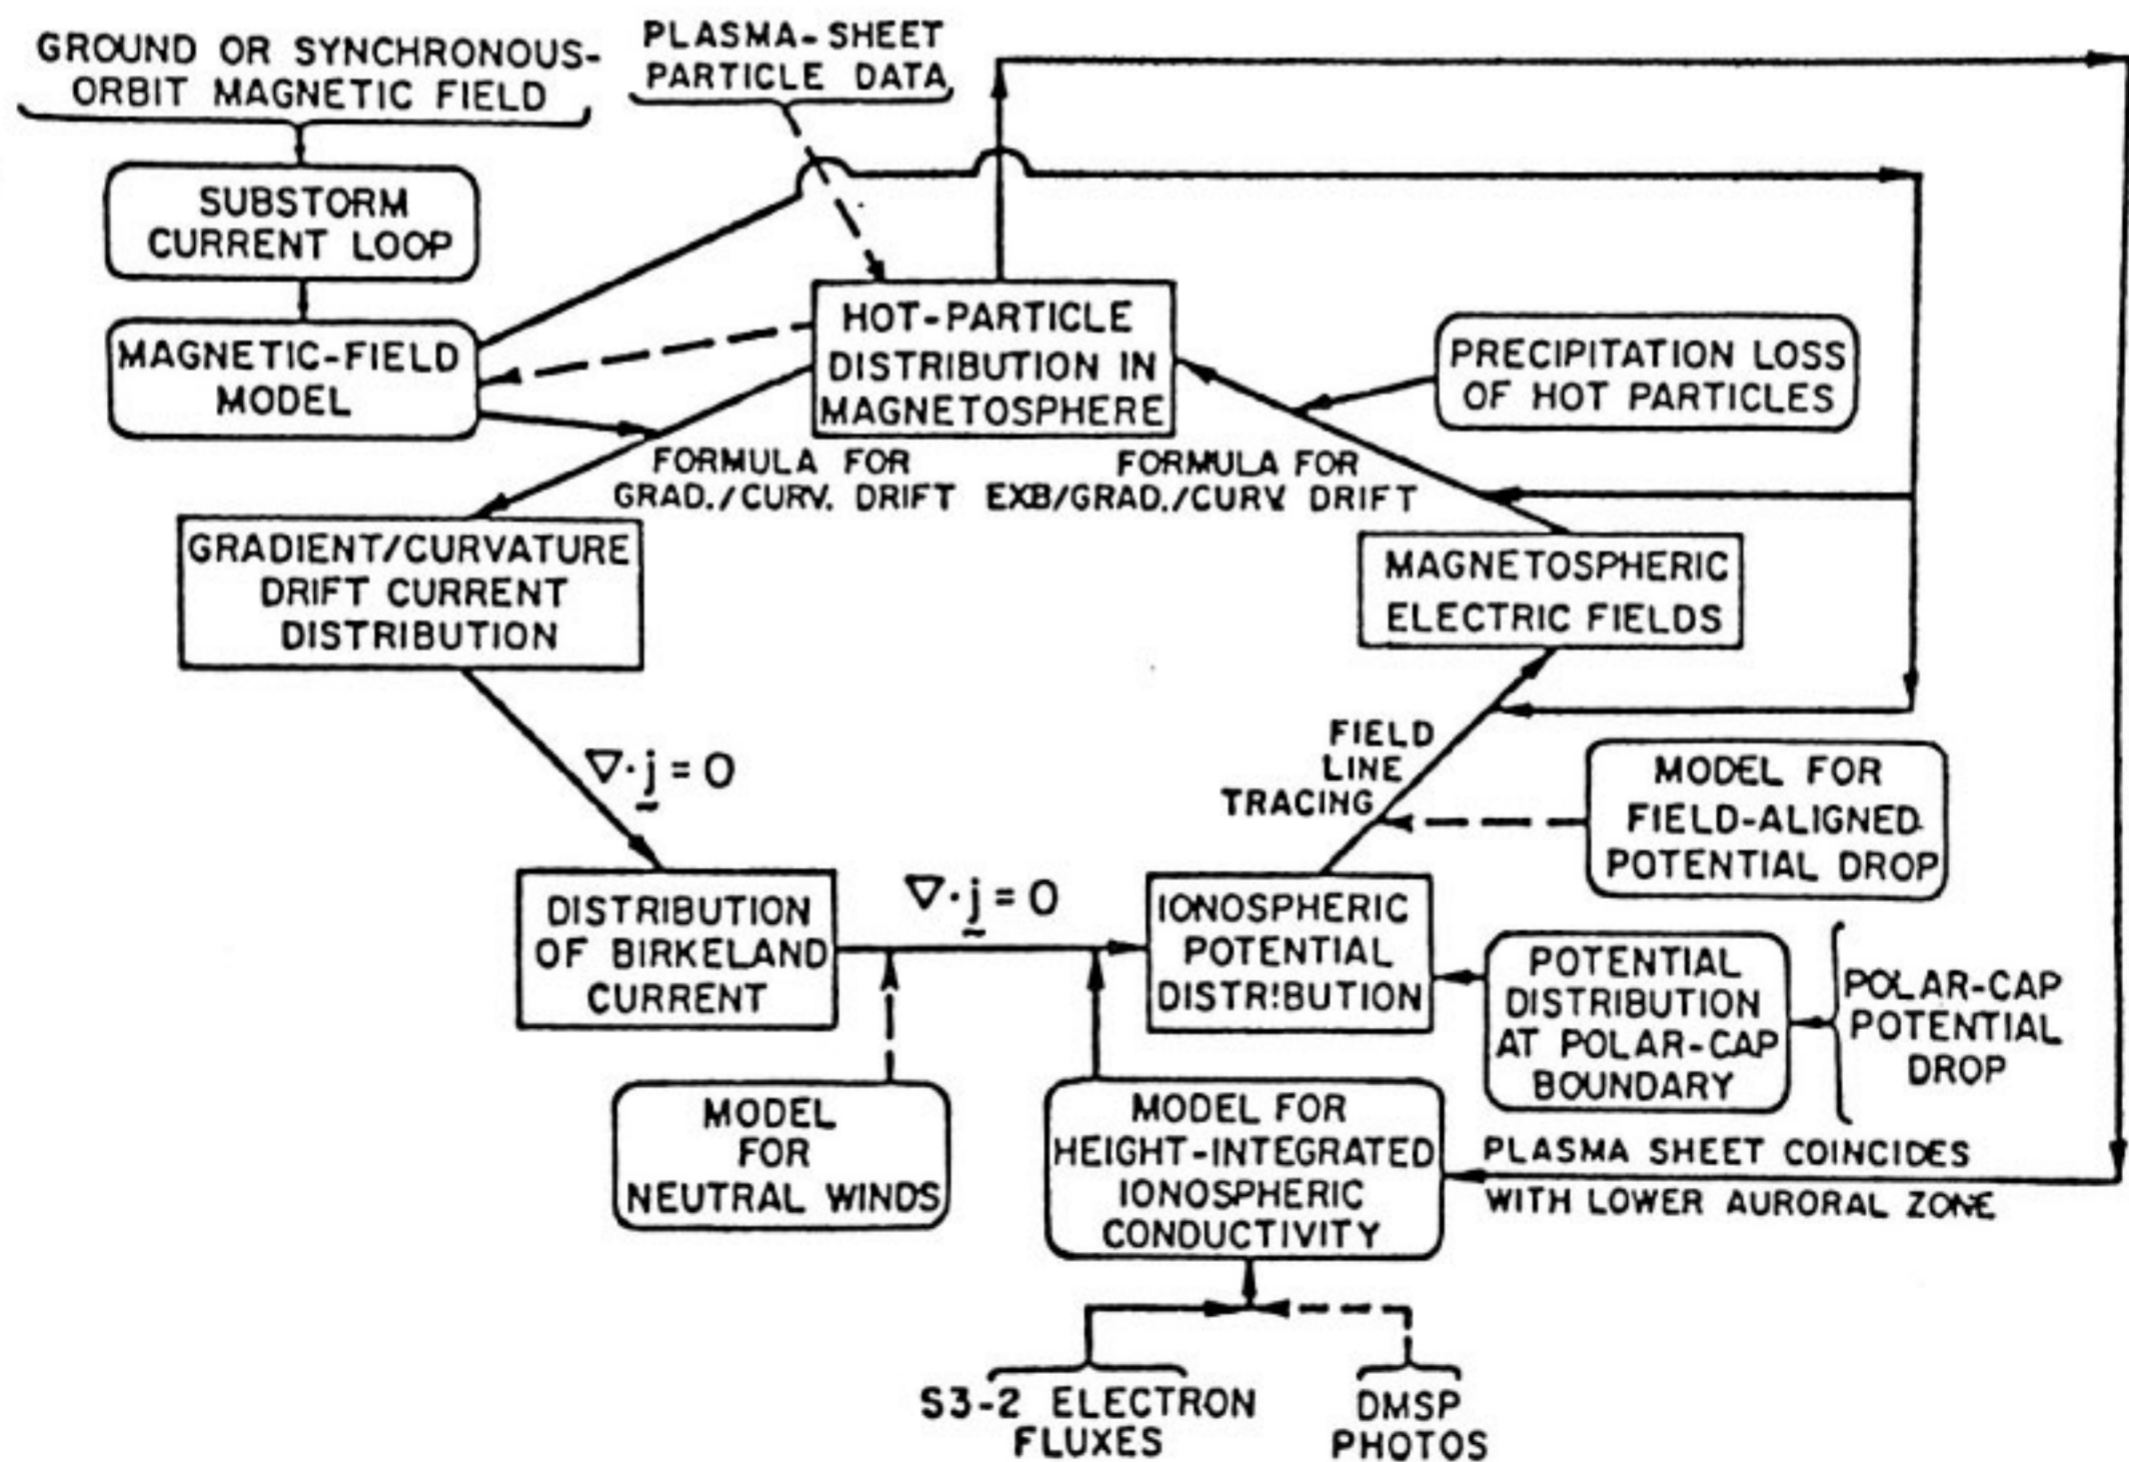 GROUND OR SYNCHRONOUS-
ORBIT MAGNETIC FIELD
PLASMA-SHEET
PARTICLE DATA
SUBSTORM
CURRENT LOOP
MAGNETIC-FIELD
MODEL
HOT-PARTICLE
DISTRIBUTION IN
MAGNETOSPHERE
PRECIPITATION LOSS
OF HOT PARTICLES
FORMULA FOR
GRAD./CURV. DRIFT
FORMULA FOR
EXB/GRAD./CURV. DRIFT
GRADIENT/CURVATURE
DRIFT CURRENT
DISTRIBUTION
MAGNETOSPHERIC
ELECTRIC FIELDS
∇·j = 0
FIELD
LINE
TRACING
MODEL FOR
FIELD-ALIGNED
POTENTIAL DROP
DISTRIBUTION
OF BIRKELAND
CURRENT
∇·j = 0
IONOSPHERIC
POTENTIAL
DISTRIBUTION
POTENTIAL
DISTRIBUTION
AT POLAR-CAP
BOUNDARY
POLAR-CAP
POTENTIAL
DROP
MODEL
FOR
NEUTRAL WINDS
MODEL FOR
HEIGHT-INTEGRATED
IONOSPHERIC
CONDUCTIVITY
PLASMA SHEET COINCIDES
WITH LOWER AURORAL ZONE
S3-2 ELECTRON
FLUXES
DMSP
PHOTOS